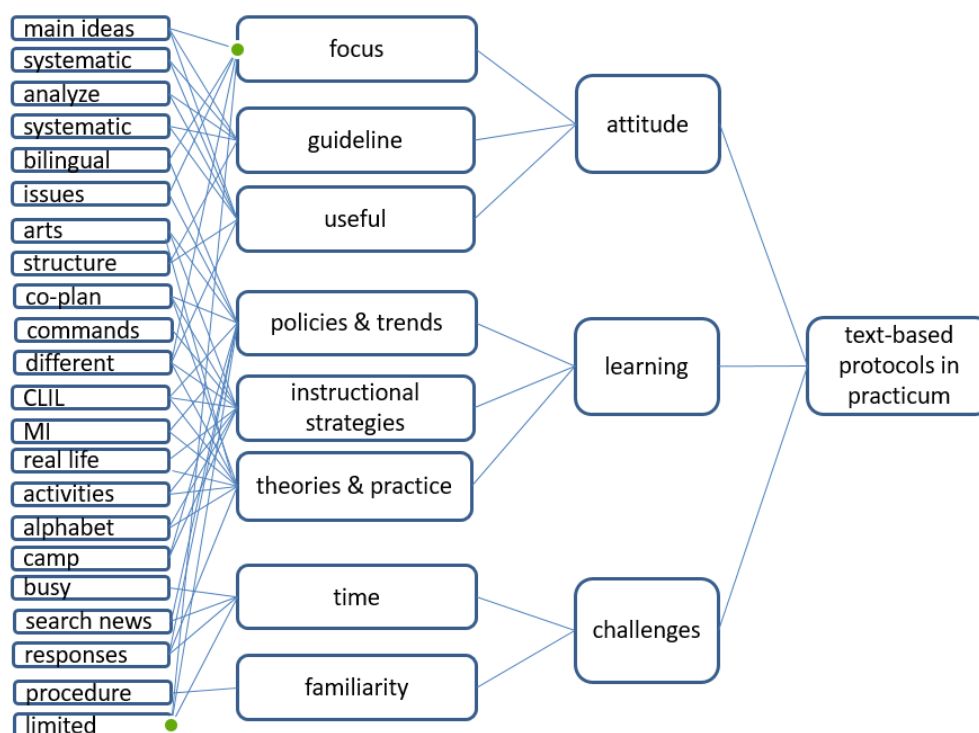 main ideas
systematic
analyze
systematic
bilingual
issues
arts
structure
co-plan
commands
different
CLIL
MI
real life
activities
alphabet
camp
busy
search news
responses
procedure
limited
focus
guideline
useful
policies & trends
instructional
strategies
theories & practice
time
familiarity
attitude
learning
challenges
text-based
protocols in
practicum